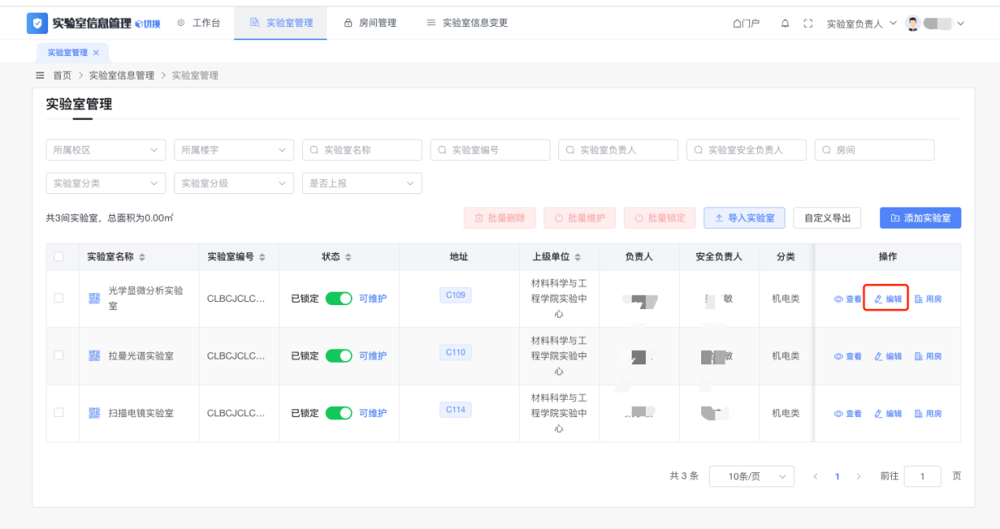 实验室信息管理 切换 工作台 实验室管理 房间管理 实验室信息变更 门户 实验室负责人
实验室管理 ×
首页 > 实验室信息管理 > 实验室管理
实验室管理
所属校区 所属楼宇 实验室名称 实验室编号 实验室负责人 实验室安全负责人 房间
实验室分类 实验室分级 是否上报
共3间实验室，总面积为0.00㎡ 批量删除 批量维护 批量锁定 导入实验室 自定义导出 添加实验室
实验室名称 实验室编号 状态 地址 上级单位 负责人 安全负责人 分类 操作
光学显微分析实验室 CLBCJCLC... 已锁定 可维护 C109 材料科学与工程学院实验中心 敏 机电类 查看 编辑 用房
拉曼光谱实验室 CLBCJCLC... 已锁定 可维护 C110 材料科学与工程学院实验中心 敏 机电类 查看 编辑 用房
扫描电镜实验室 CLBCJCLC... 已锁定 可维护 C114 材料科学与工程学院实验中心 机电类 查看 编辑 用房
共 3 条 10条/页 < 1 > 前往 1 页